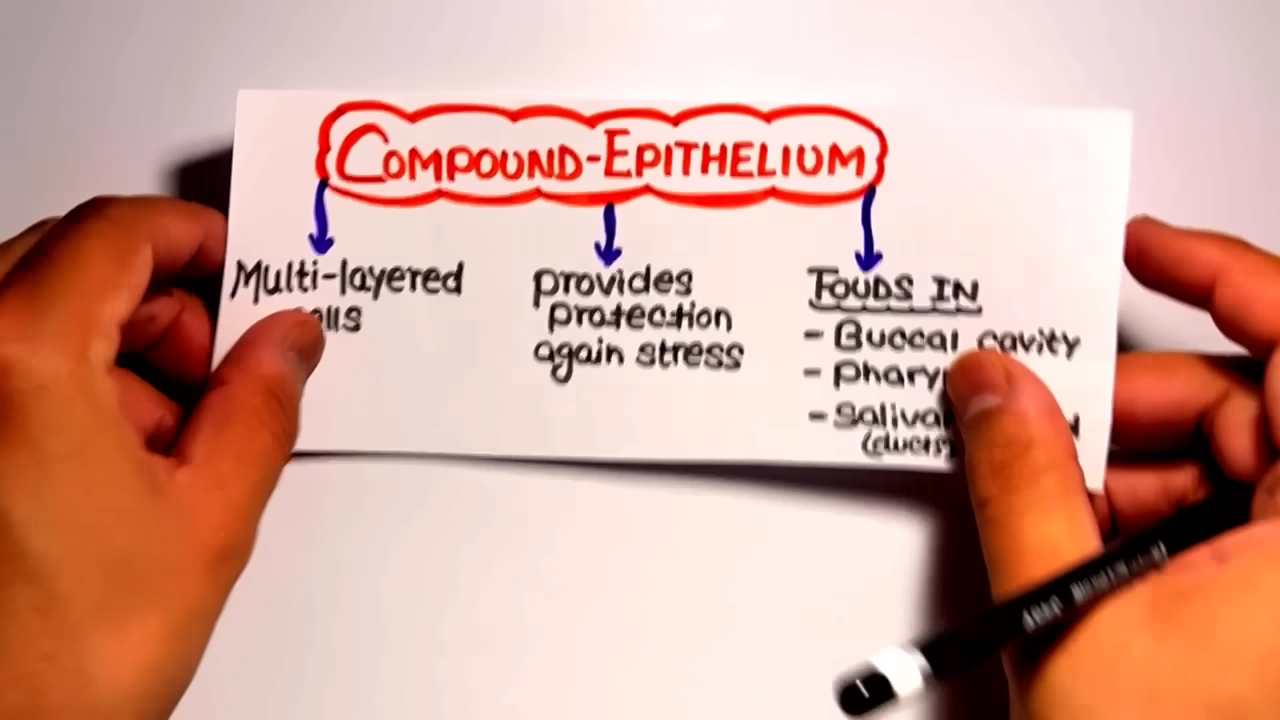 COMPOUND-EPITHELIUM
Multi-layered
provides
protection
again stress
FOUDS IN
- Buccal cavity